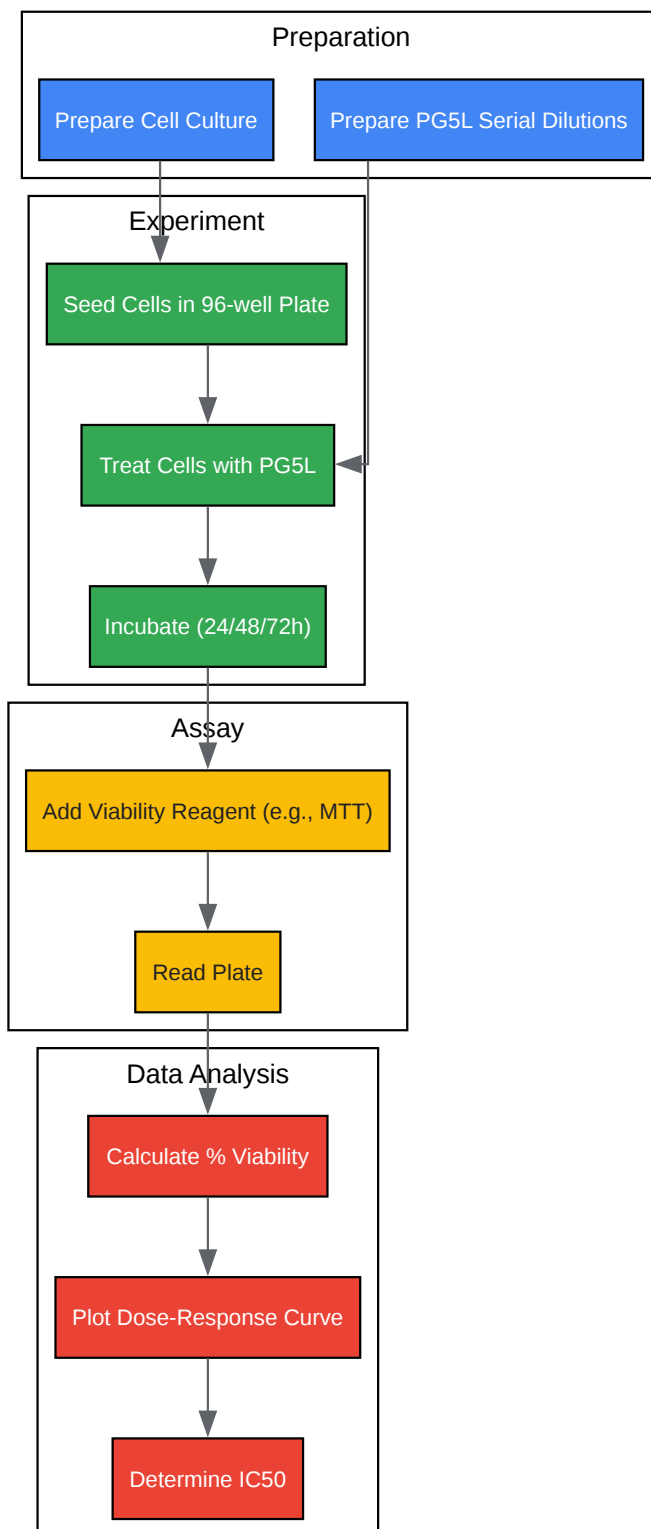 Preparation
Prepare Cell Culture
Prepare PG5L Serial Dilutions
Experiment
Seed Cells in 96-well Plate
Treat Cells with PG5L
Incubate (24/48/72h)
Assay
Add Viability Reagent (e.g., MTT)
Read Plate
Data Analysis
Calculate % Viability
Plot Dose-Response Curve
Determine IC50